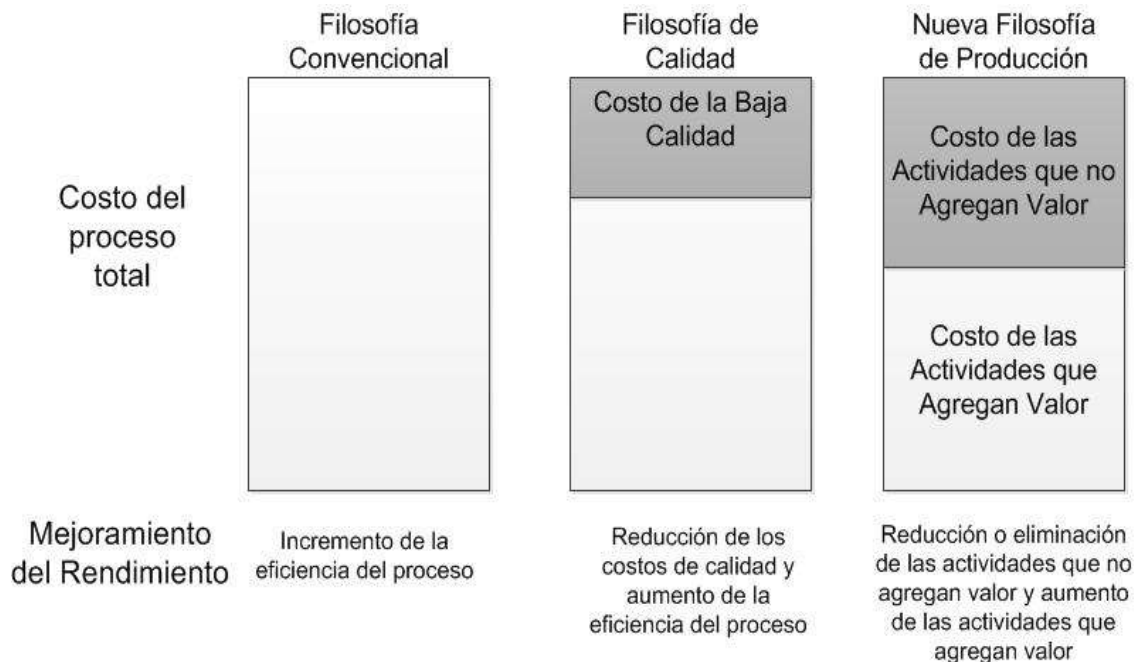 Filosofía
Convencional
Filosofía de
Calidad
Nueva Filosofía
de Producción
Costo del
proceso
total
Costo de la Baja
Calidad
Costo de las
Actividades que no
Agregan Valor
Costo de las
Actividades que
Agregan Valor
Mejoramiento
del Rendimiento
Incremento de la
eficiencia del proceso
Reducción de los
costos de calidad y
aumento de la
eficiencia del proceso
Reducción o eliminación
de las actividades que no
agregan valor y aumento
de las actividades que
agregan valor